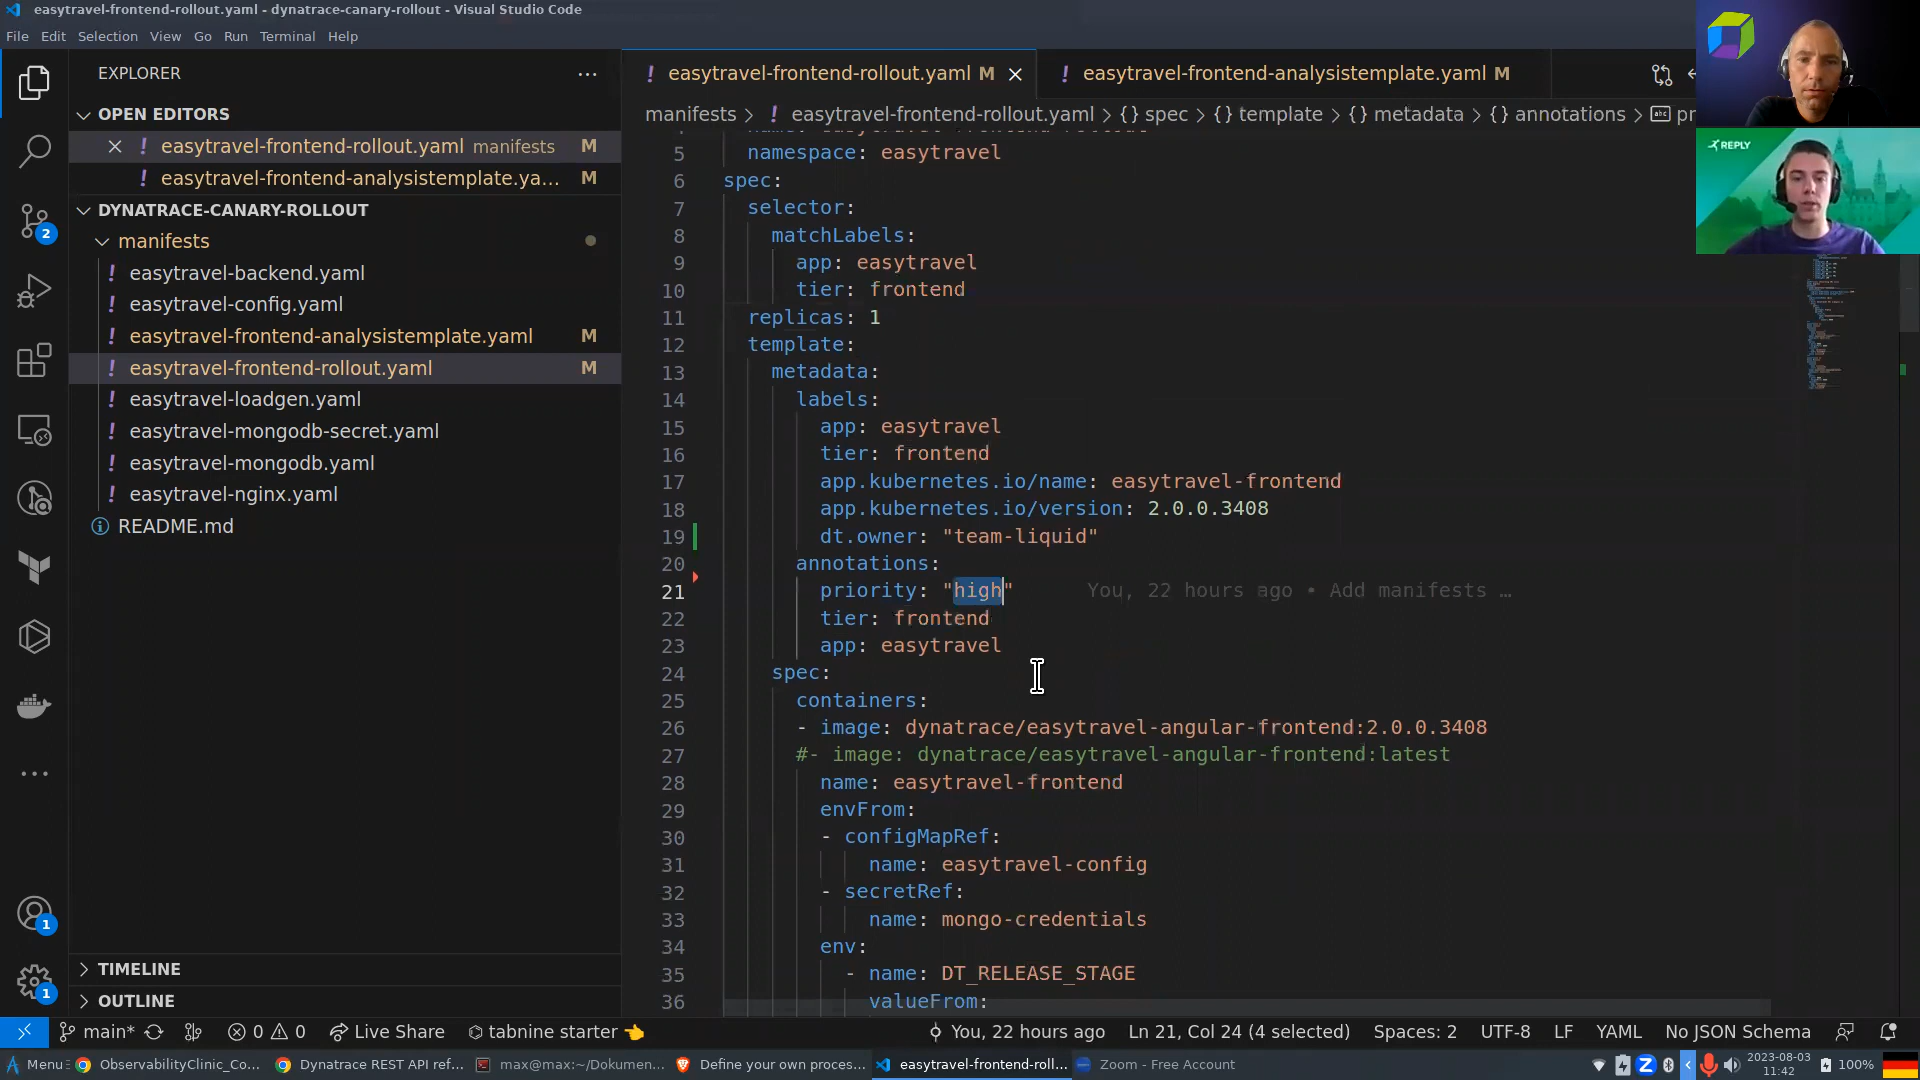 easytravel-frontend-rollout.yaml - dynatrace-canary-rollout - Visual Studio Code
File Edit Selection View Go Run Terminal Help
EXPLORER
OPEN EDITORS
easytravel-frontend-rollout.yaml manifests M
easytravel-frontend-analysistemplate.ya... M
DYNATRACE-CANARY-ROLLOUT
manifests
easytravel-backend.yaml
easytravel-config.yaml
easytravel-frontend-analysistemplate.yaml M
easytravel-frontend-rollout.yaml M
easytravel-loadgen.yaml
easytravel-mongodb-secret.yaml
easytravel-mongodb.yaml
easytravel-nginx.yaml
README.md
TIMELINE
OUTLINE
2
1
1
easytravel-frontend-rollout.yaml M
easytravel-frontend-analysistemplate.yaml M
manifests > ! easytravel-frontend-rollout.yaml > {} spec > {} template > {} metadata > {} annotations > abc pr
5 namespace: easytravel
6 spec:
7 selector:
8 matchLabels:
9 app: easytravel
10 tier: frontend
11 replicas: 1
12 template:
13 metadata:
14 labels:
15 app: easytravel
16 tier: frontend
17 app.kubernetes.io/name: easytravel-frontend
18 app.kubernetes.io/version: 2.0.0.3408
19 dt.owner: "team-liquid"
20 annotations:
21 priority: "high" You, 22 hours ago • Add manifests …
22 tier: frontend
23 app: easytravel
24 spec:
25 containers:
26 - image: dynatrace/easytravel-angular-frontend:2.0.0.3408
27 #- image: dynatrace/easytravel-angular-frontend:latest
28 name: easytravel-frontend
29 envFrom:
30 - configMapRef:
31 name: easytravel-config
32 - secretRef:
33 name: mongo-credentials
34 env:
35 - name: DT_RELEASE_STAGE
36 valueFrom:
REPLY
main* 0 0 Live Share tabnine starter You, 22 hours ago Ln 21, Col 24 (4 selected) Spaces: 2 UTF-8 LF YAML No JSON Schema
Menu ObservabilityClinic_Co... Dynatrace REST API ref... max@max:~/Dokumen... Define your own proces... easytravel-frontend-roll... Zoom - Free Account 2023-08-03 100%
11:42